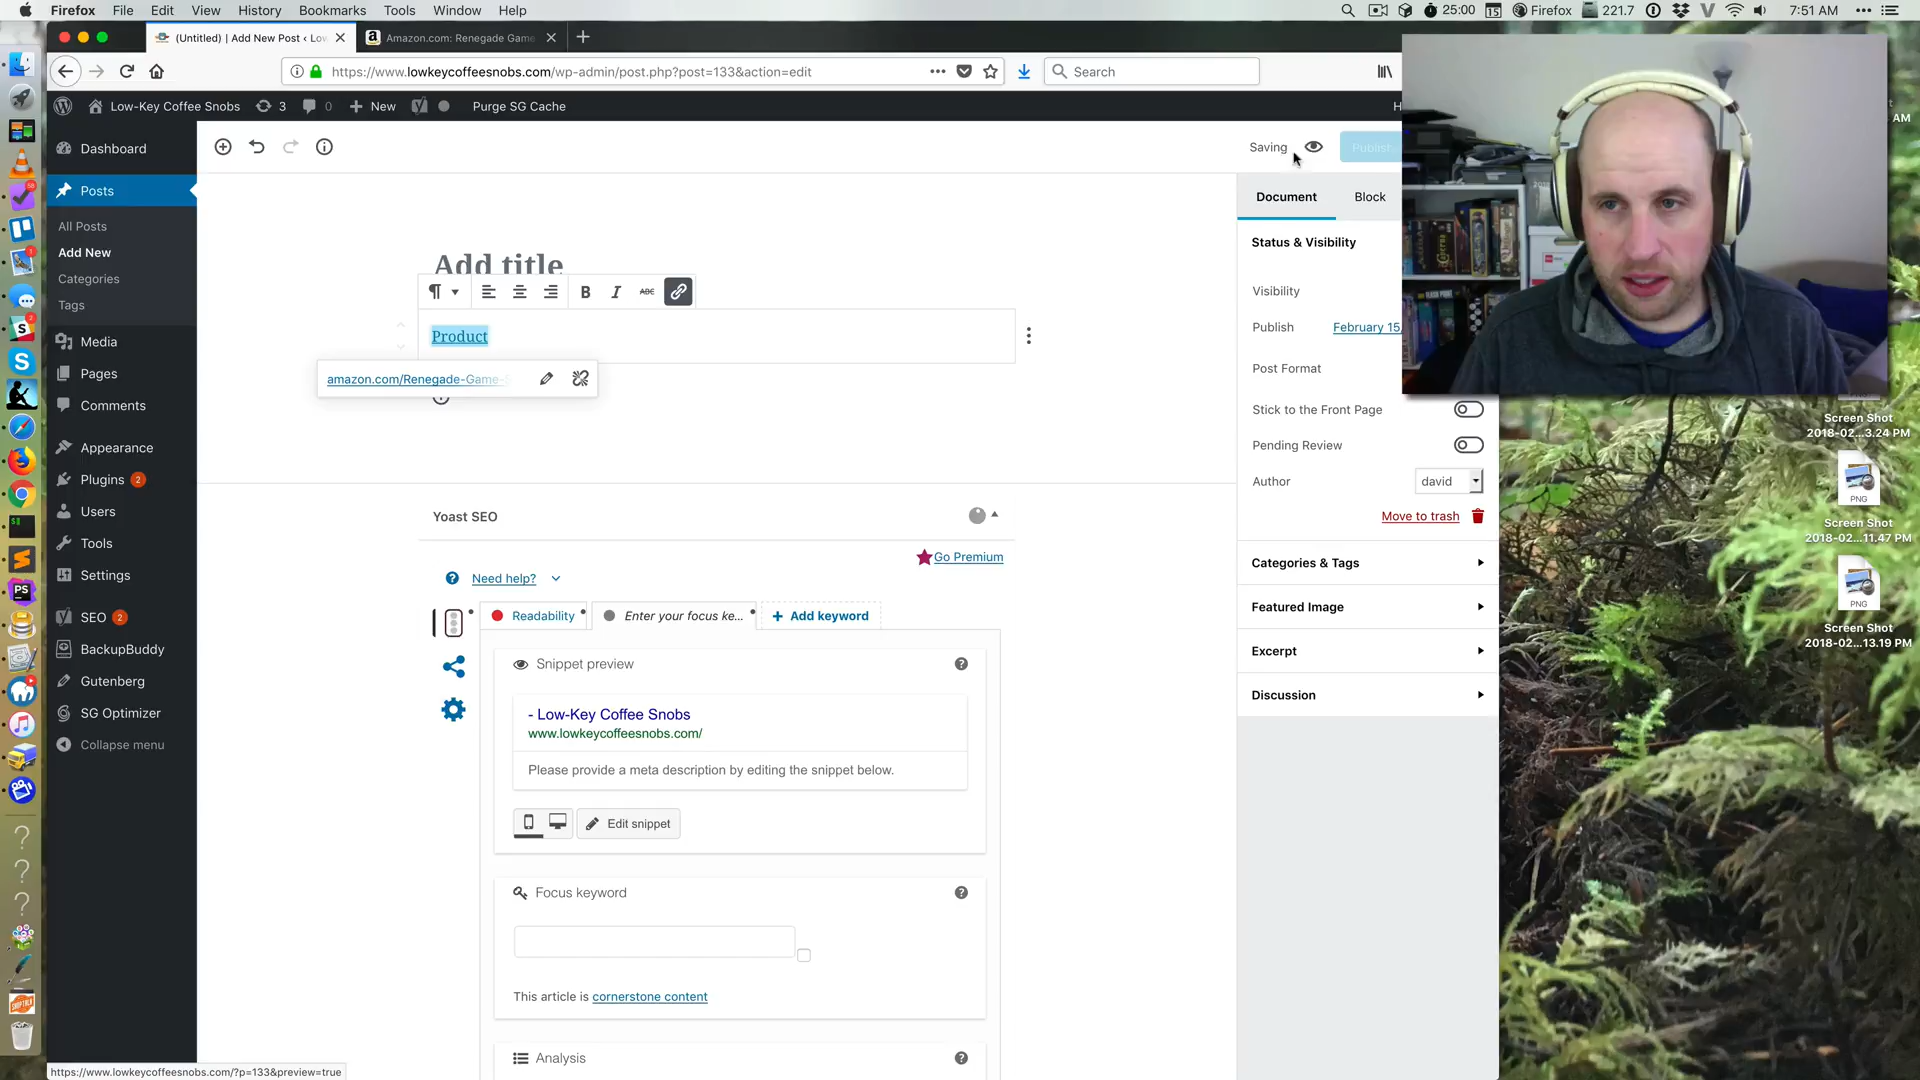 Firefox File Edit View History Bookmarks Tools Window Help
25:00 Firefox 221.7 7:51 AM
(Untitled) | Add New Post ‹ Low
Amazon.com: Renegade Game
https://www.lowkeycoffeesnobs.com/wp-admin/post.php?post=133&action=edit
Search
Low-Key Coffee Snobs 3 0 New Purge SG Cache H
Dashboard
Posts
All Posts
Add New
Categories
Tags
Media
Pages
Comments
Appearance
Plugins 2
Users
Tools
Settings
SEO 2
BackupBuddy
Gutenberg
SG Optimizer
Collapse menu
Saving
Publish
Add title
B I ABC
Product
amazon.com/Renegade-Game-S
Yoast SEO
Go Premium
Need help?
Readability
Enter your focus ke...
Add keyword
Snippet preview
- Low-Key Coffee Snobs
www.lowkeycoffeesnobs.com/
Please provide a meta description by editing the snippet below.
Edit snippet
Focus keyword
This article is cornerstone content
Analysis
Document
Block
Status & Visibility
Visibility
Publish
February 15,
Post Format
Stick to the Front Page
Pending Review
Author
david
Move to trash
Categories & Tags
Featured Image
Excerpt
Discussion
AM
Screen Shot
2018-02...3.24 PM
PNG
Screen Shot
2018-02...11.47 PM
PNG
Screen Shot
2018-02...13.19 PM
https://www.lowkeycoffeesnobs.com/?p=133&preview=true